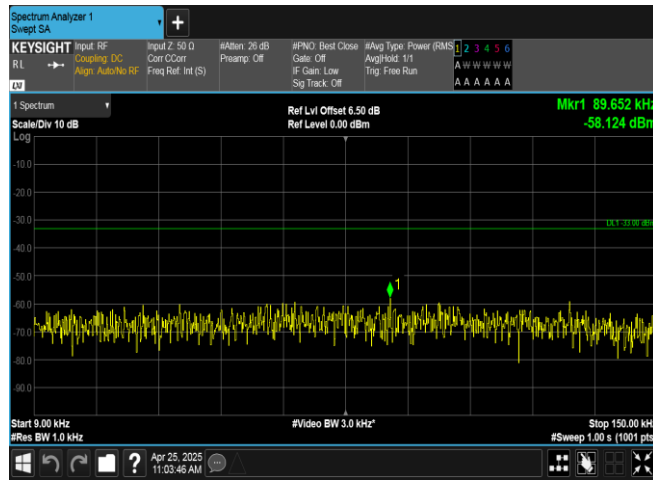 Spectrum Analyzer 1
Swept SA
KEYSIGHT
RL
LXI
Input: RF
Coupling: DC
Align: Auto/No RF
Input Z: 50 Ω
Corr CCorr
Freq Ref: Int (S)
#Atten: 26 dB
Preamp: Off
#PNO: Best Close
Gate: Off
IF Gain: Low
Sig Track: Off
#Avg Type: Power (RMS
Avg|Hold: 1/1
Trig: Free Run
1 2 3 4 5 6
A W W W W W
A A A A A A
1 Spectrum
Scale/Div 10 dB
Log
Ref Lvl Offset 6.50 dB
Ref Level 0.00 dBm
Mkr1 89.652 kHz
-58.124 dBm
-10.0
-20.0
-30.0
DL1 -33.00 dBm
-40.0
-50.0
1
-60.0
-70.0
-80.0
-90.0
Start 9.00 kHz
#Res BW 1.0 kHz
#Video BW 3.0 kHz*
Stop 150.00 kHz
#Sweep 1.00 s (1001 pts
?
Apr 25, 2025
11:03:46 AM